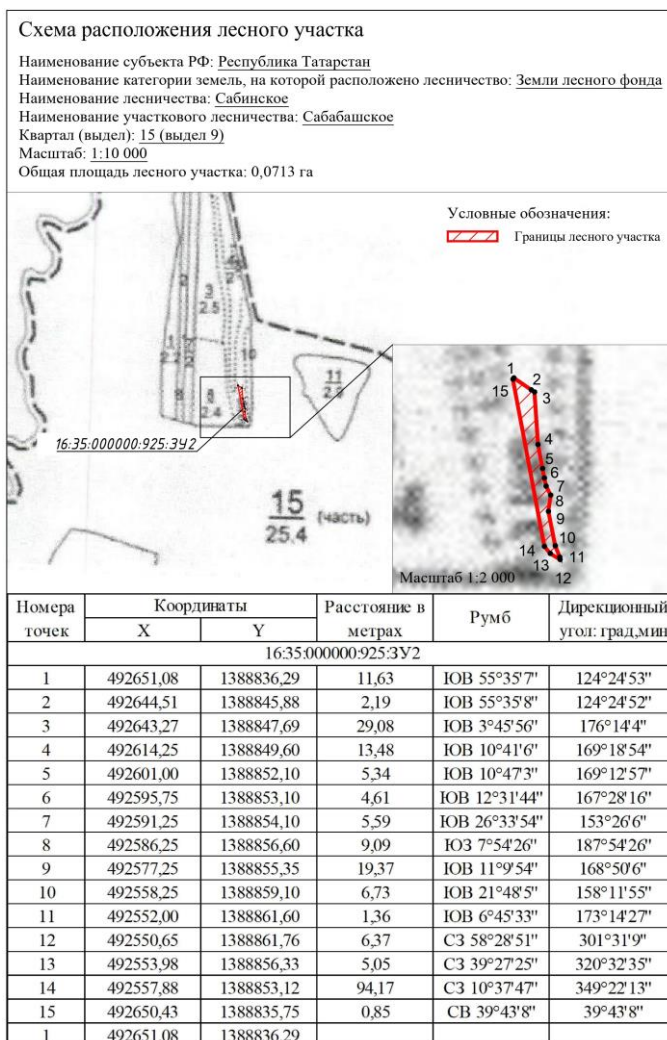 Схема расположения лесного участка
Наименование субъекта РФ: Республика Татарстан
Наименование категории земель, на которой расположено лесничество: Земли лесного фонда
Наименование лесничества: Сабинское
Наименование участкового лесничества: Сабабашское
Квартал (выдел): 15 (выдел 9)
Масштаб: 1:10 000
Общая площадь лесного участка: 0,0713 га
Условные обозначения:
Границы лесного участка
3
2.5
10
8
2.4
11
16:35:000000:925:ЗУ2
15
25.4 (часть)
1
15 2
3
4
5
6
7
8
9
10
14 11
13
12
Масштаб 1:2 000
Номера точек Координаты Расстояние в метрах Румб Дирекционный угол: град,мин
X Y
16:35:000000:925:ЗУ2
1 492651,08 1388836,29 11,63 ЮВ 55°35'7" 124°24'53"
2 492644,51 1388845,88 2,19 ЮВ 55°35'8" 124°24'52"
3 492643,27 1388847,69 29,08 ЮВ 3°45'56" 176°14'4"
4 492614,25 1388849,60 13,48 ЮВ 10°41'6" 169°18'54"
5 492601,00 1388852,10 5,34 ЮВ 10°47'3" 169°12'57"
6 492595,75 1388853,10 4,61 ЮВ 12°31'44" 167°28'16"
7 492591,25 1388854,10 5,59 ЮВ 26°33'54" 153°26'6"
8 492586,25 1388856,60 9,09 ЮЗ 7°54'26" 187°54'26"
9 492577,25 1388855,35 19,37 ЮВ 11°9'54" 168°50'6"
10 492558,25 1388859,10 6,73 ЮВ 21°48'5" 158°11'55"
11 492552,00 1388861,60 1,36 ЮВ 6°45'33" 173°14'27"
12 492550,65 1388861,76 6,37 СЗ 58°28'51" 301°31'9"
13 492553,98 1388856,33 5,05 СЗ 39°27'25" 320°32'35"
14 492557,88 1388853,12 94,17 СЗ 10°37'47" 349°22'13"
15 492650,43 1388835,75 0,85 СВ 39°43'8" 39°43'8"
1 492651,08 1388836,29